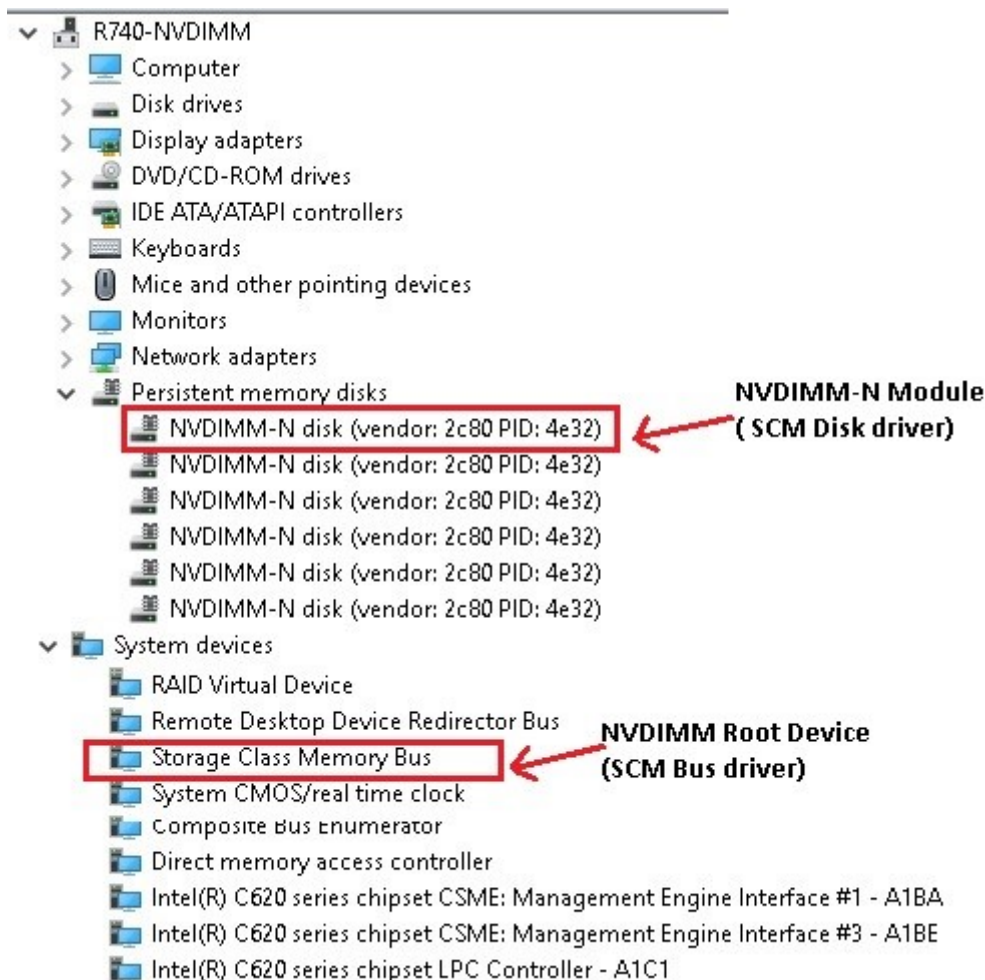 R740-NVDIMM
Computer
Disk drives
Display adapters
DVD/CD-ROM drives
IDE ATA/ATAPI controllers
Keyboards
Mice and other pointing devices
Monitors
Network adapters
Persistent memory disks
NVDIMM-N disk (vendor: 2c80 PID: 4e32)
NVDIMM-N Module
( SCM Disk driver)
NVDIMM-N disk (vendor: 2c80 PID: 4e32)
NVDIMM-N disk (vendor: 2c80 PID: 4e32)
NVDIMM-N disk (vendor: 2c80 PID: 4e32)
NVDIMM-N disk (vendor: 2c80 PID: 4e32)
NVDIMM-N disk (vendor: 2c80 PID: 4e32)
System devices
RAID Virtual Device
Remote Desktop Device Redirector Bus
Storage Class Memory Bus
NVDIMM Root Device
(SCM Bus driver)
System CMOS/real time clock
Composite Bus Enumerator
Direct memory access controller
Intel(R) C620 series chipset CSME: Management Engine Interface #1 - A1BA
Intel(R) C620 series chipset CSME: Management Engine Interface #3 - A1BE
Intel(R) C620 series chipset LPC Controller - A1C1